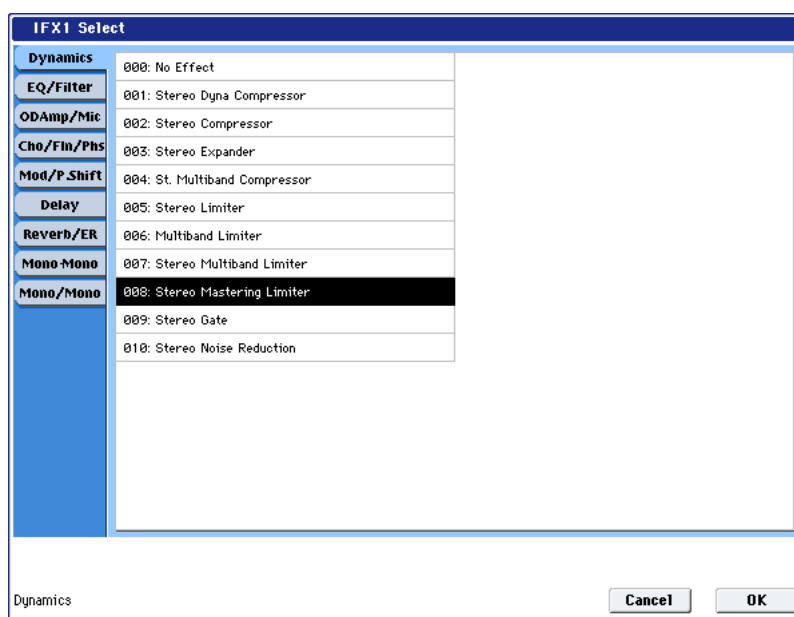 IFX1 Select
Dynamics
EQ/Filter
ODAmp/Mic
Cho/Fln/Phs
Mod/P.Shift
Delay
Reverb/ER
Mono-Mono
Mono/Mono
000: No Effect
001: Stereo Dyna Compressor
002: Stereo Compressor
003: Stereo Expander
004: St. Multiband Compressor
005: Stereo Limiter
006: Multiband Limiter
007: Stereo Multiband Limiter
008: Stereo Mastering Limiter
009: Stereo Gate
010: Stereo Noise Reduction
Dynamics
Cancel
OK